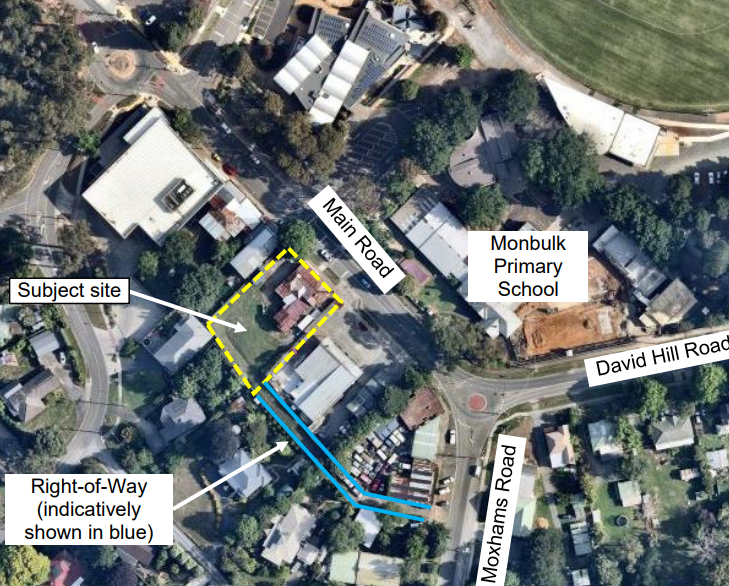 Main Road
Monbulk
Primary
School
Subject site
David Hill Road
Right-of-Way
(indicatively
shown in blue)
Moxhams Road